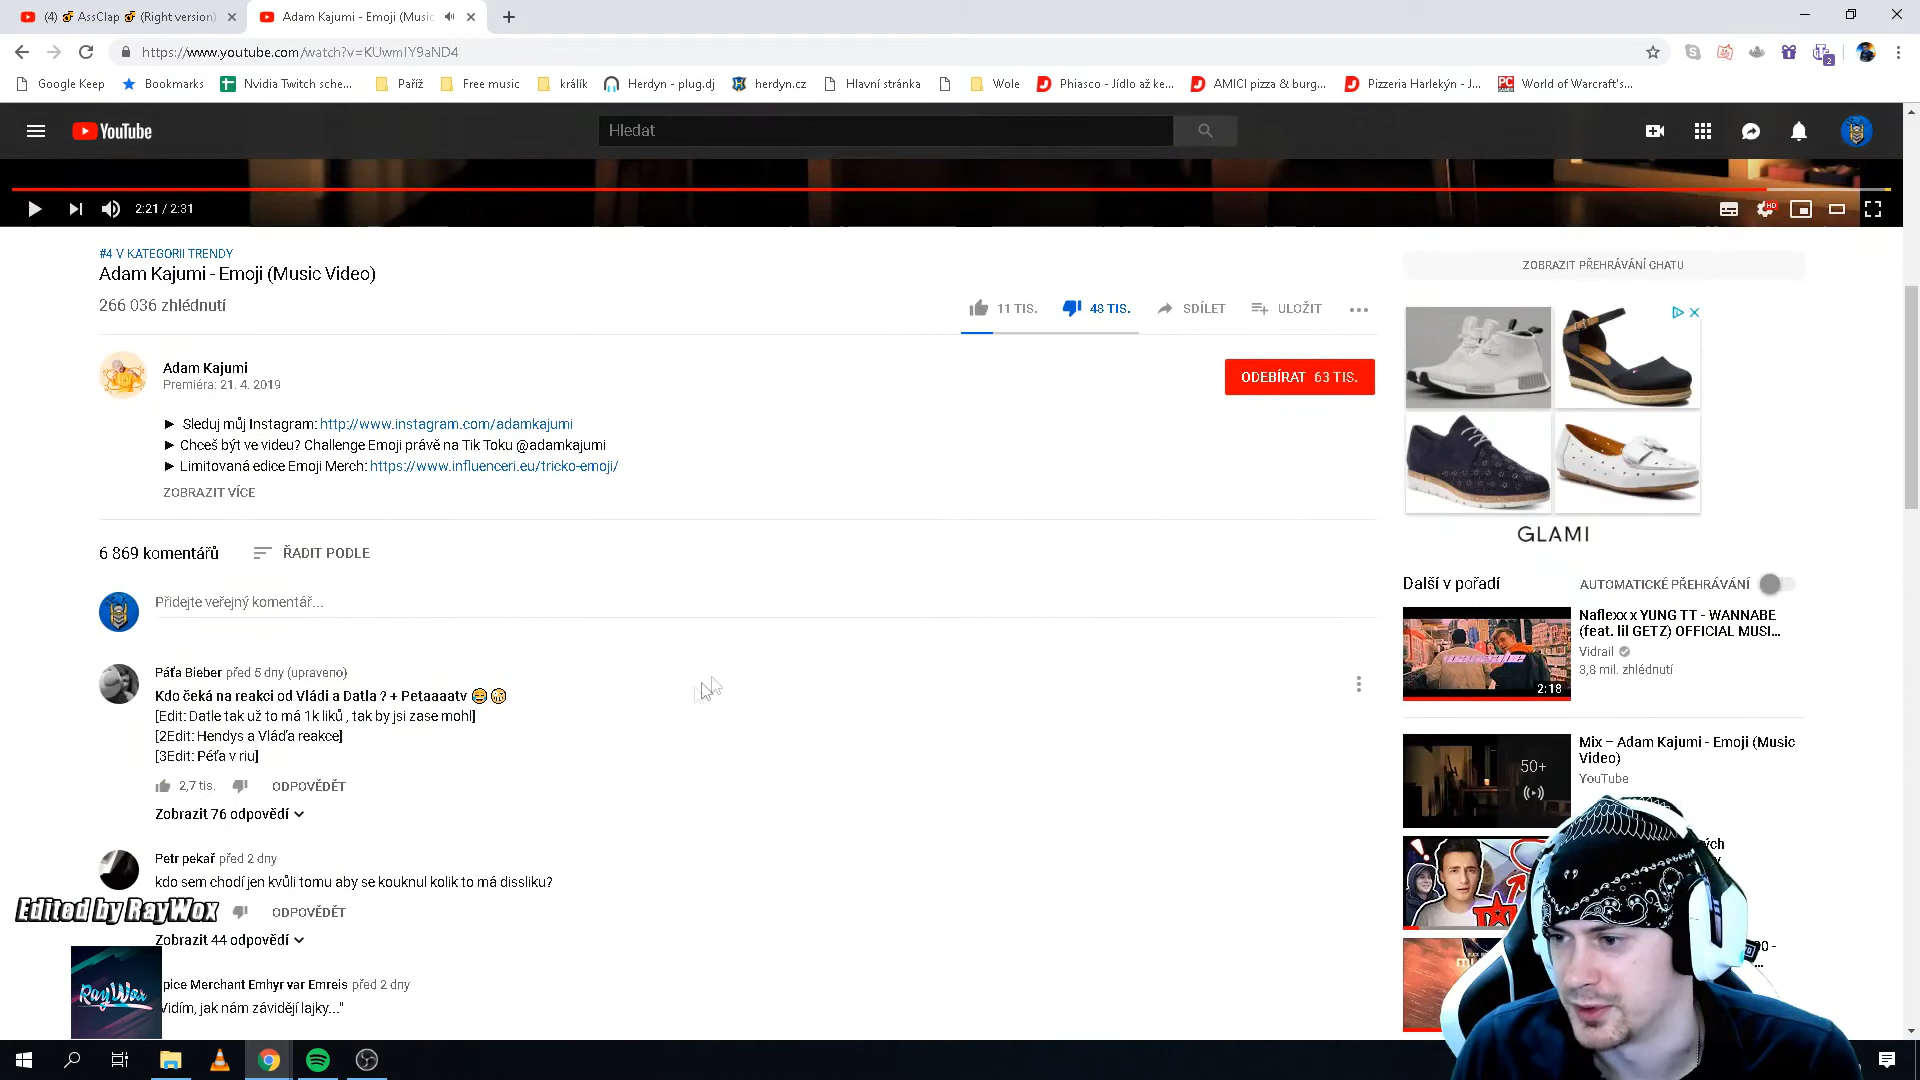 (4) AssClap (Right version)
Adam Kajumi - Emoji (Music
https://www.youtube.com/watch?v=KUwmIY9aND4
Google Keep
Bookmarks
Nvidia Twitch sche...
Paříž
Free music
králík
Herdyn - plug.dj
herdyn.cz
Hlavní stránka
Wole
Phiasco - Jídlo až ke...
AMICI pizza & burg...
Pizzeria Harlekýn - J...
World of Warcraft's...
2
YouTube
Hledat
2:21 / 2:31
HD
#4 V KATEGORII TRENDY
Adam Kajumi - Emoji (Music Video)
266 036 zhlédnutí
11 TIS.
48 TIS.
SDÍLET
ULOŽIT
Adam Kajumi
Premiéra: 21. 4. 2019
ODEBÍRAT 63 TIS.
► Sleduj můj Instagram: http://www.instagram.com/adamkajumi
► Chceš být ve videu? Challenge Emoji právě na Tik Toku @adamkajumi
► Limitovaná edice Emoji Merch: https://www.influenceri.eu/tricko-emoji/
ZOBRAZIT VÍCE
6 869 komentářů
ŘADIT PODLE
Přidejte veřejný komentář...
Páťa Bieber před 5 dny (upraveno)
Kdo čeká na reakci od Vládi a Datla ? + Petaaaatv 😂😳
[Edit: Datle tak už to má 1k liků , tak by jsi zase mohl]
[2Edit: Hendys a Vláďa reakce]
[3Edit: Péťa v riu]
2,7 tis.
ODPOVĚDĚT
Zobrazit 76 odpovědí
Petr pekař před 2 dny
kdo sem chodí jen kvůli tomu aby se kouknul kolik to má dissliku?
Edited by RayWox
ODPOVĚDĚT
Zobrazit 44 odpovědí
RayWox
pice Merchant Emhyr var Emreis před 2 dny
Vidím, jak nám závidějí lajky..."
ZOBRAZIT PŘEHRÁVÁNÍ CHATU
GLAMI
Další v pořadí
AUTOMATICKÉ PŘEHRÁVÁNÍ
Naflexx x YUNG TT - WANNABE
(feat. lil GETZ) OFFICIAL MUSI...
Vidrail
3,8 mil. zhlédnutí
2:18
Mix – Adam Kajumi - Emoji (Music
Video)
YouTube
50+